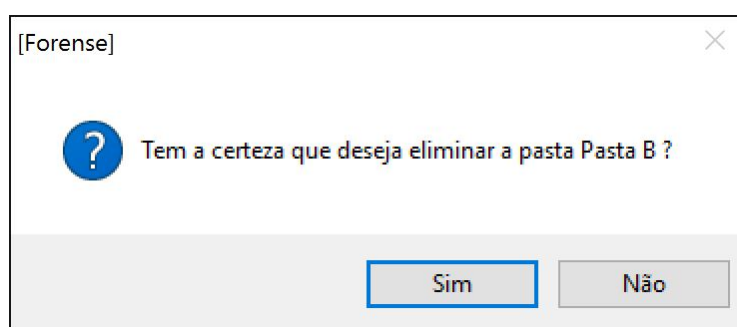 [Forense]
?
Tem a certeza que deseja eliminar a pasta Pasta B ?
Sim
Não